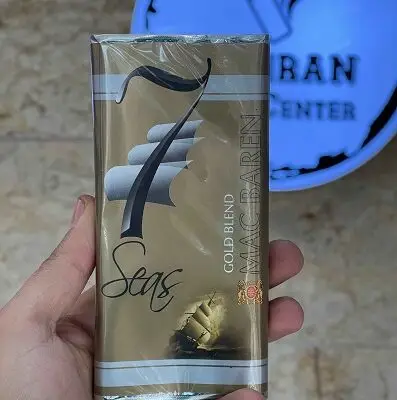 7
Seas
GOLD BLEND
MAC BAREN
RAN
CENTER